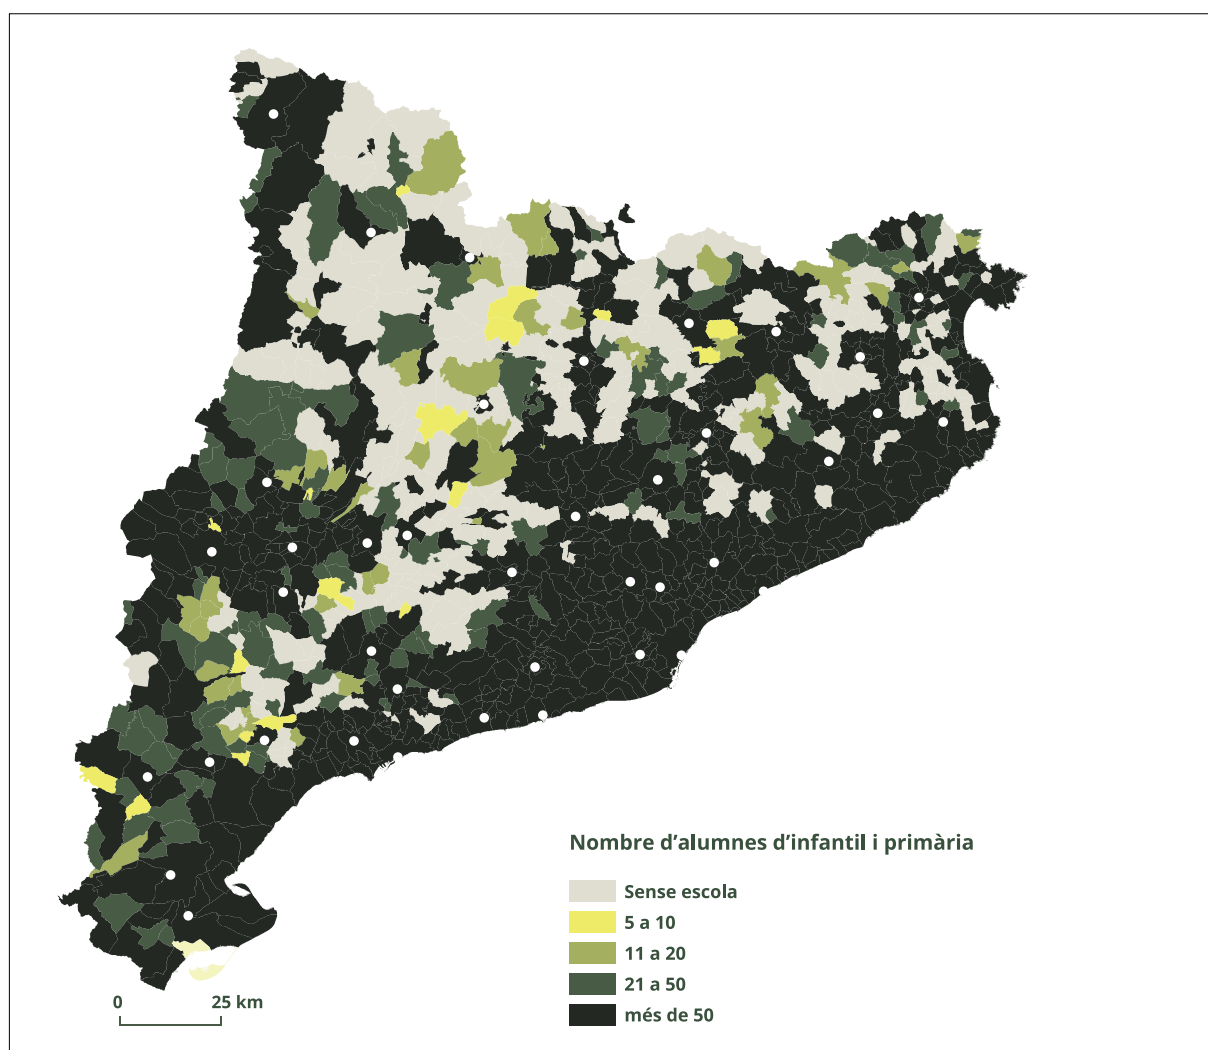 Nombre d’alumnes d’infantil i primària
Sense escola
5 a 10
11 a 20
21 a 50
més de 50
0 25 km